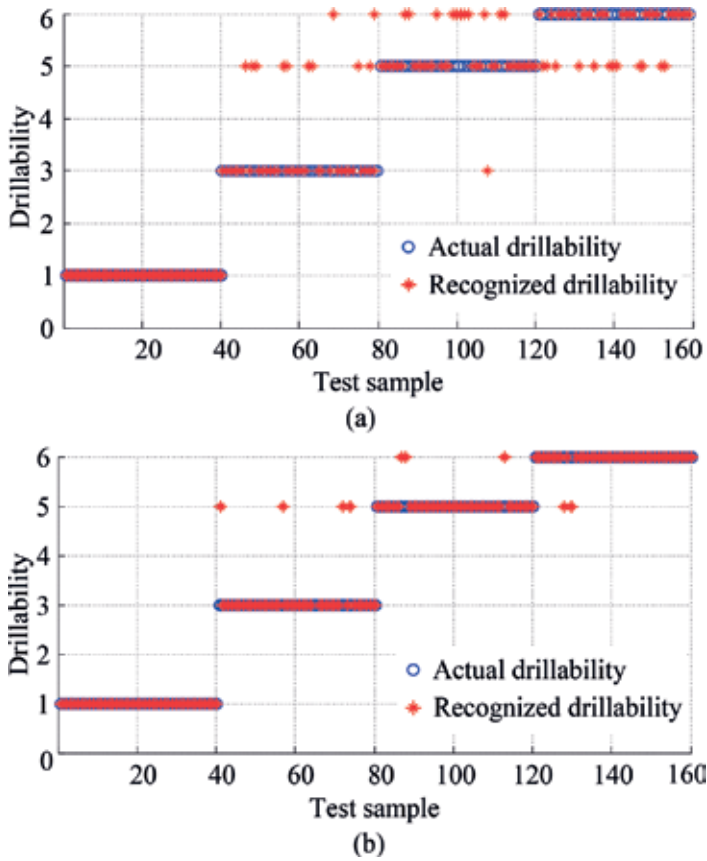 6
5
4
3
2
1
0
Drillability
Actual drillability
Recognized drillability
20 40 60 80 100 120 140 160
Test sample
(a)
6
5
4
3
2
1
0
Drillability
Actual drillability
Recognized drillability
20 40 60 80 100 120 140 160
Test sample
(b)